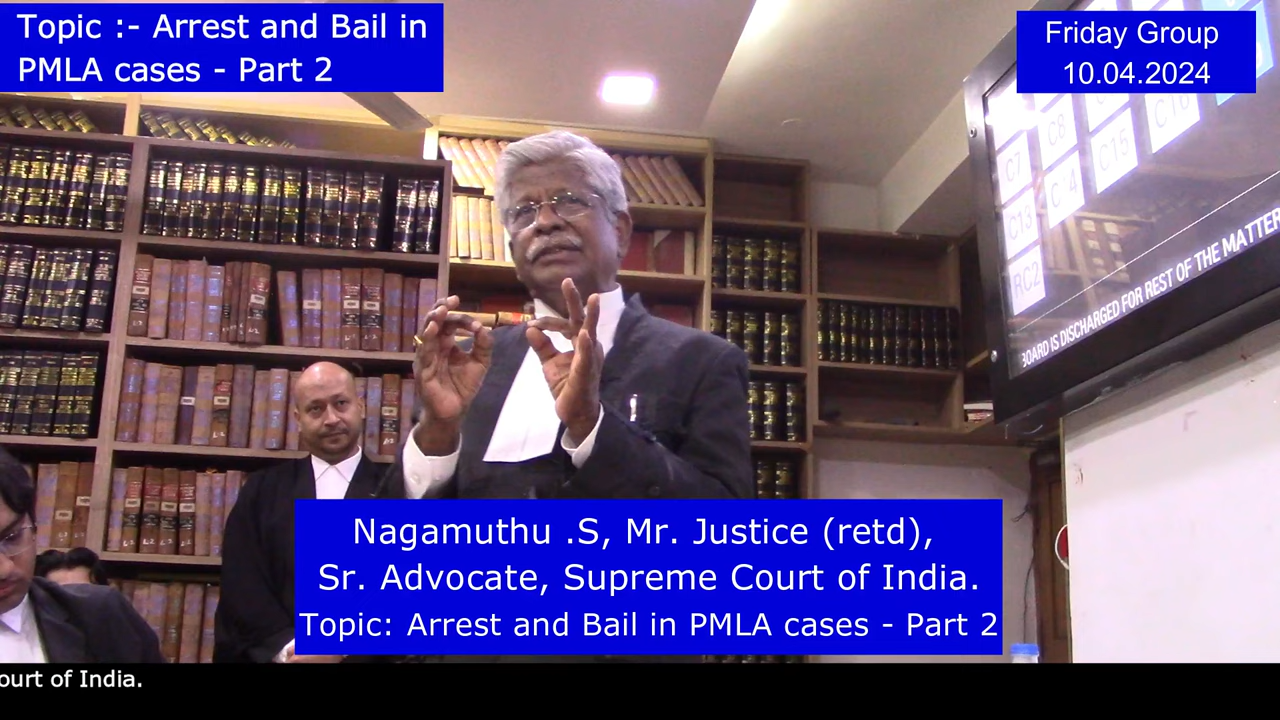 Topic :- Arrest and Bail in
PMLA cases - Part 2
Friday Group
10.04.2024
C7
C8
C13
C15
C16
RC2
BOARD IS DISCHARGED FOR REST OF THE MATTER
Nagamuthu .S, Mr. Justice (retd),
Sr. Advocate, Supreme Court of India.
Topic: Arrest and Bail in PMLA cases - Part 2
ourt of India.